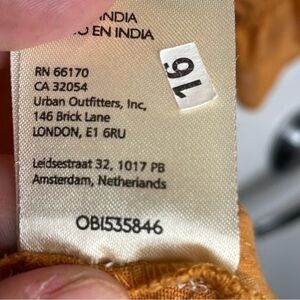 INDIA
EN INDIA
16
RN 66170
CA 32054
Urban Outfitters, Inc,
146 Brick Lane
LONDON, E1 6RU
Leidsestraat 32, 1017 PB
Amsterdam, Netherlands
OBI535846